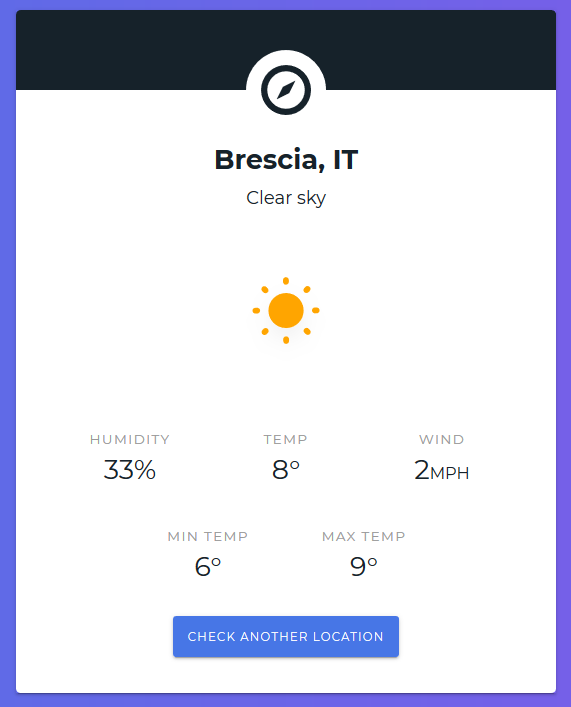 Brescia, IT
Clear sky
HUMIDITY TEMP WIND
33% 8° 2MPH
MIN TEMP MAX TEMP
6° 9°
CHECK ANOTHER LOCATION